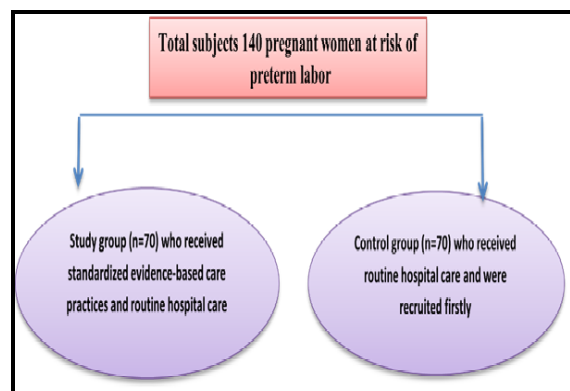 Total subjects 140 pregnant women at risk of
preterm labor
Study group (n=70) who received
standardized evidence-based care
practices and routine hospital care
Control group (n=70) who received
routine hospital care and were
recruited firstly